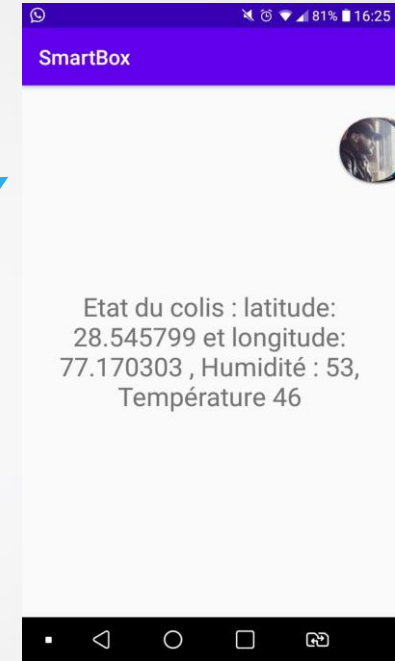 81% 16:25
SmartBox
Etat du colis : latitude:
28.545799 et longitude:
77.170303 , Humidité : 53,
Température 46